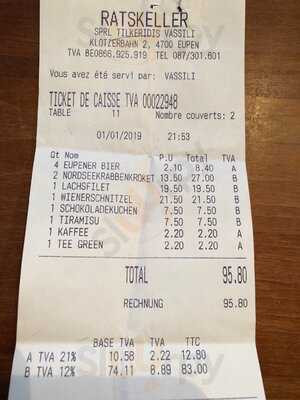 RATSKELLER
SPRL TILKERIDIS VASSILI
KLOTZERBAHN 2, 4700 EUPEN
TVA BE0866.925.919 TEL 087/301.601
Vous avez été servi par: VASSILI
TICKET DE CAISSE TVA 00022948
TABLE 11 Nombre couverts: 2
01/01/2019 21:53
Qt Nom P.U Total TVA
4 EUPENER BIER 2.10 8.40 A
2 NORDSEEKRABBENKROKET 13.50 27.00 B
1 LACHSFILET 19.50 19.50 B
1 WIENERSCHNITZEL 21.50 21.50 B
1 SCHOKOLADEKUCHEN 7.50 7.50 B
1 TIRAMISU 7.50 7.50 B
1 KAFFEE 2.20 2.20 A
1 TEE GREEN 2.20 2.20 A
TOTAL 95.80
RECHNUNG 95.80
BASE TVA TVA TTC
A TVA 21% 10.58 2.22 12.80
B TVA 12% 74.11 8.89 83.00